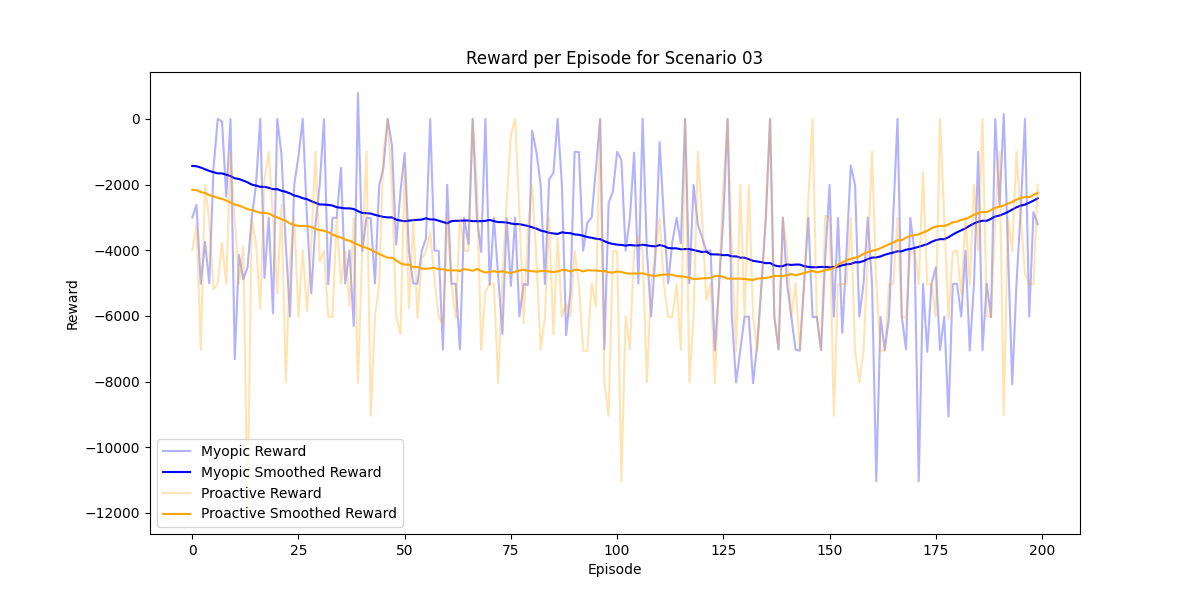 Reward per Episode for Scenario 03
Reward
0
−2000
−4000
−6000
−8000
−10000
−12000
Myopic Reward
Myopic Smoothed Reward
Proactive Reward
Proactive Smoothed Reward
0 25 50 75 100 125 150 175 200
Episode